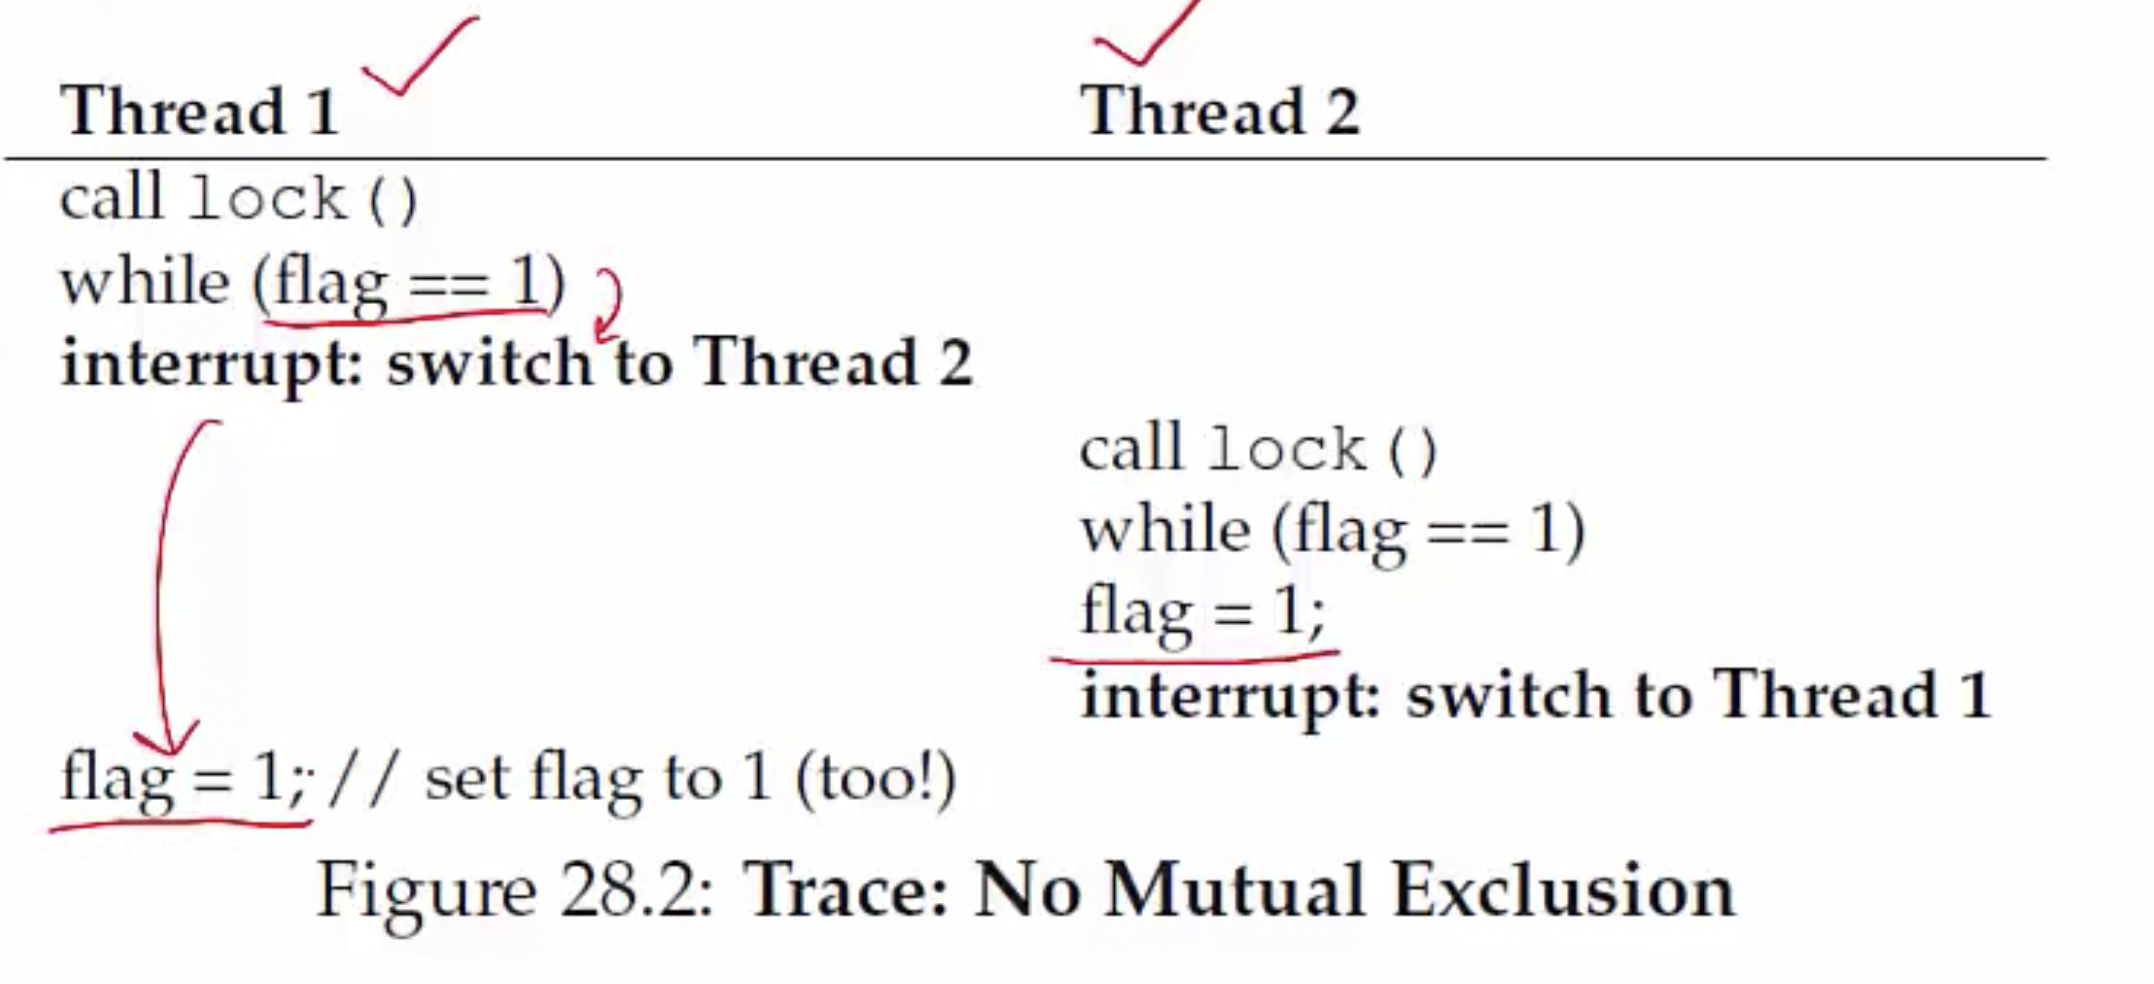 Thread 1 Thread 2
call lock()
while (flag == 1)
interrupt: switch to Thread 2
call lock()
while (flag == 1)
flag = 1;
interrupt: switch to Thread 1
flag = 1; // set flag to 1 (too!)
Figure 28.2: Trace: No Mutual Exclusion